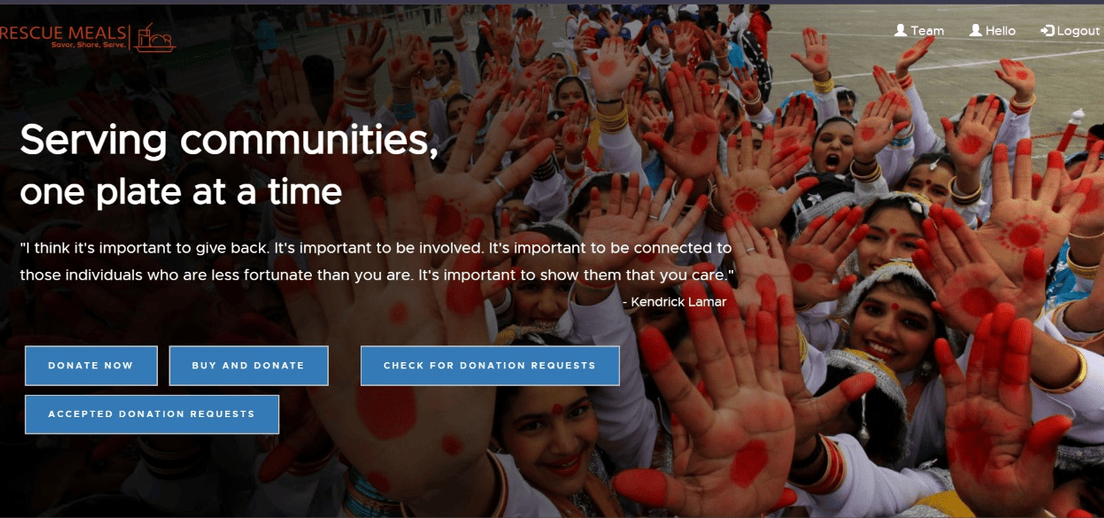 RESCUE MEALS
Savor, Share, Serve.
Team Hello Logout
Serving communities,
one plate at a time
"I think it's important to give back. It's important to be involved. It's important to be connected to
those individuals who are less fortunate than you are. It's important to show them that you care."
- Kendrick Lamar
DONATE NOW BUY AND DONATE CHECK FOR DONATION REQUESTS
ACCEPTED DONATION REQUESTS